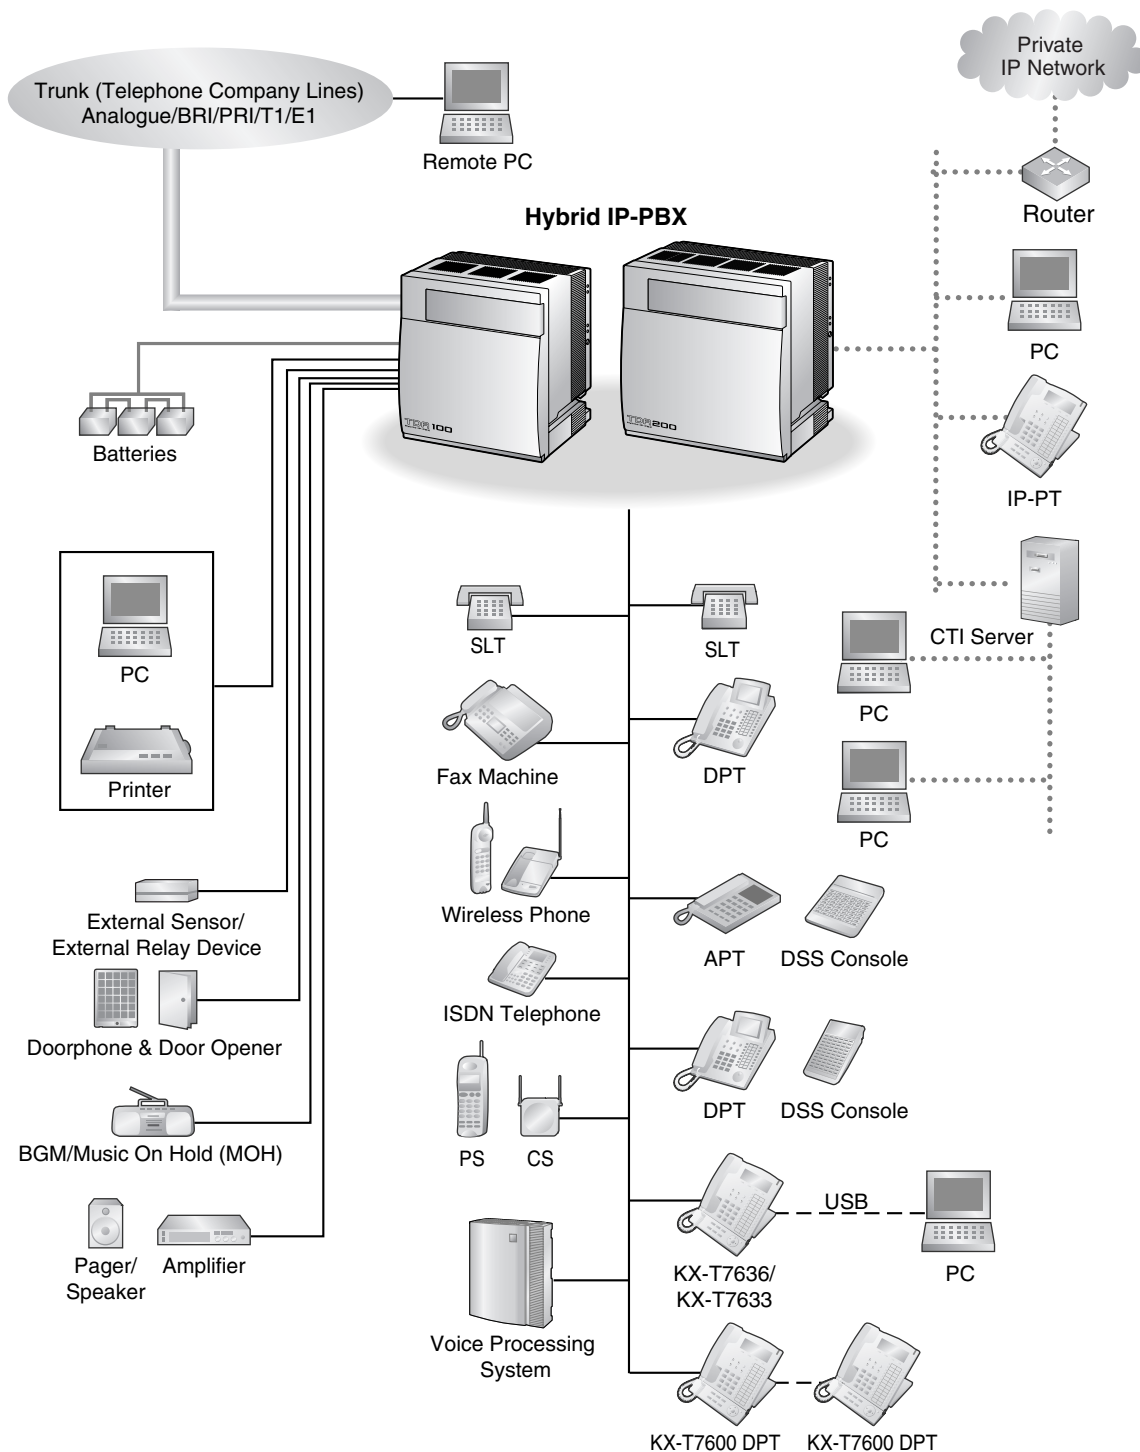 Trunk (Telephone Company Lines)
Analogue/BRI/PRI/T1/E1
Remote PC
Private
IP Network
Router
Hybrid IP-PBX
TDA 100
TDA 200
PC
IP-PT
CTI Server
PC
PC
Batteries
PC
Printer
External Sensor/
External Relay Device
Doorphone & Door Opener
BGM/Music On Hold (MOH)
Pager/
Speaker
Amplifier
SLT
SLT
Fax Machine
DPT
Wireless Phone
APT
DSS Console
ISDN Telephone
DPT
DSS Console
PS
CS
KX-T7636/
KX-T7633
USB
PC
Voice Processing
System
KX-T7600 DPT
KX-T7600 DPT